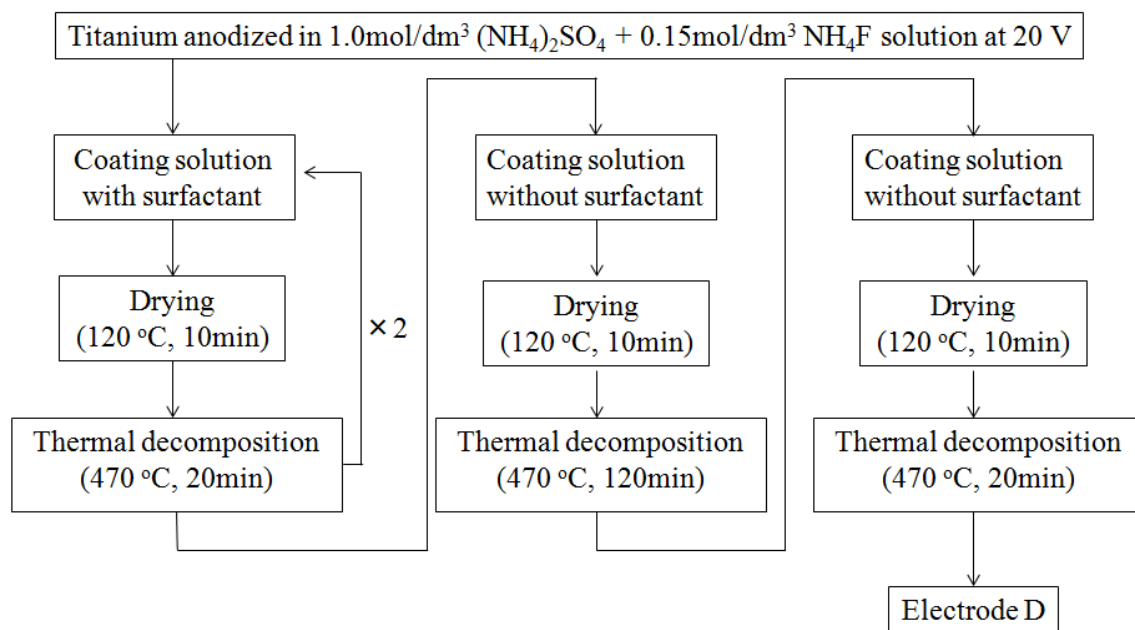 Titanium anodized in 1.0mol/dm³ (NH₄)₂SO₄ + 0.15mol/dm³ NH₄F solution at 20 V
Coating solution
with surfactant
Drying
(120 °C, 10min)
× 2
Thermal decomposition
(470 °C, 20min)
Coating solution
without surfactant
Drying
(120 °C, 10min)
Thermal decomposition
(470 °C, 120min)
Coating solution
without surfactant
Drying
(120 °C, 10min)
Thermal decomposition
(470 °C, 20min)
Electrode D